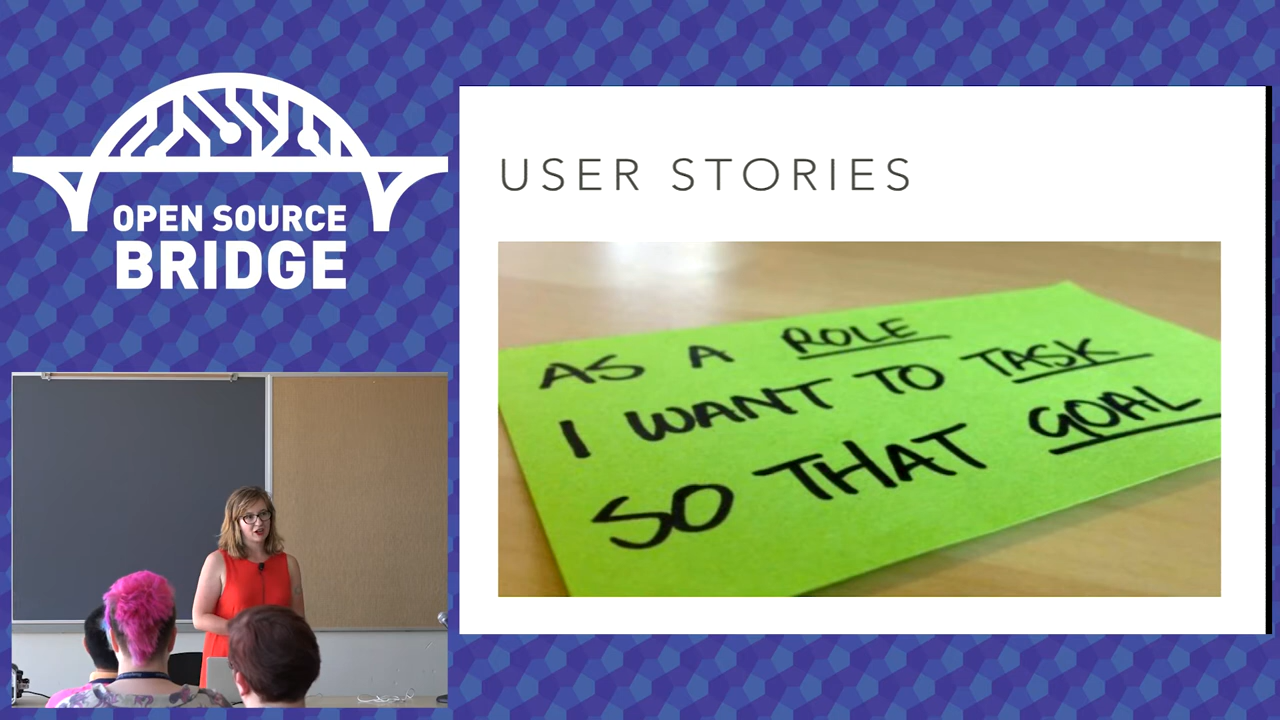 OPEN SOURCE
BRIDGE
USER STORIES
AS A ROLE
I WANT TO TASK
SO THAT GOAL